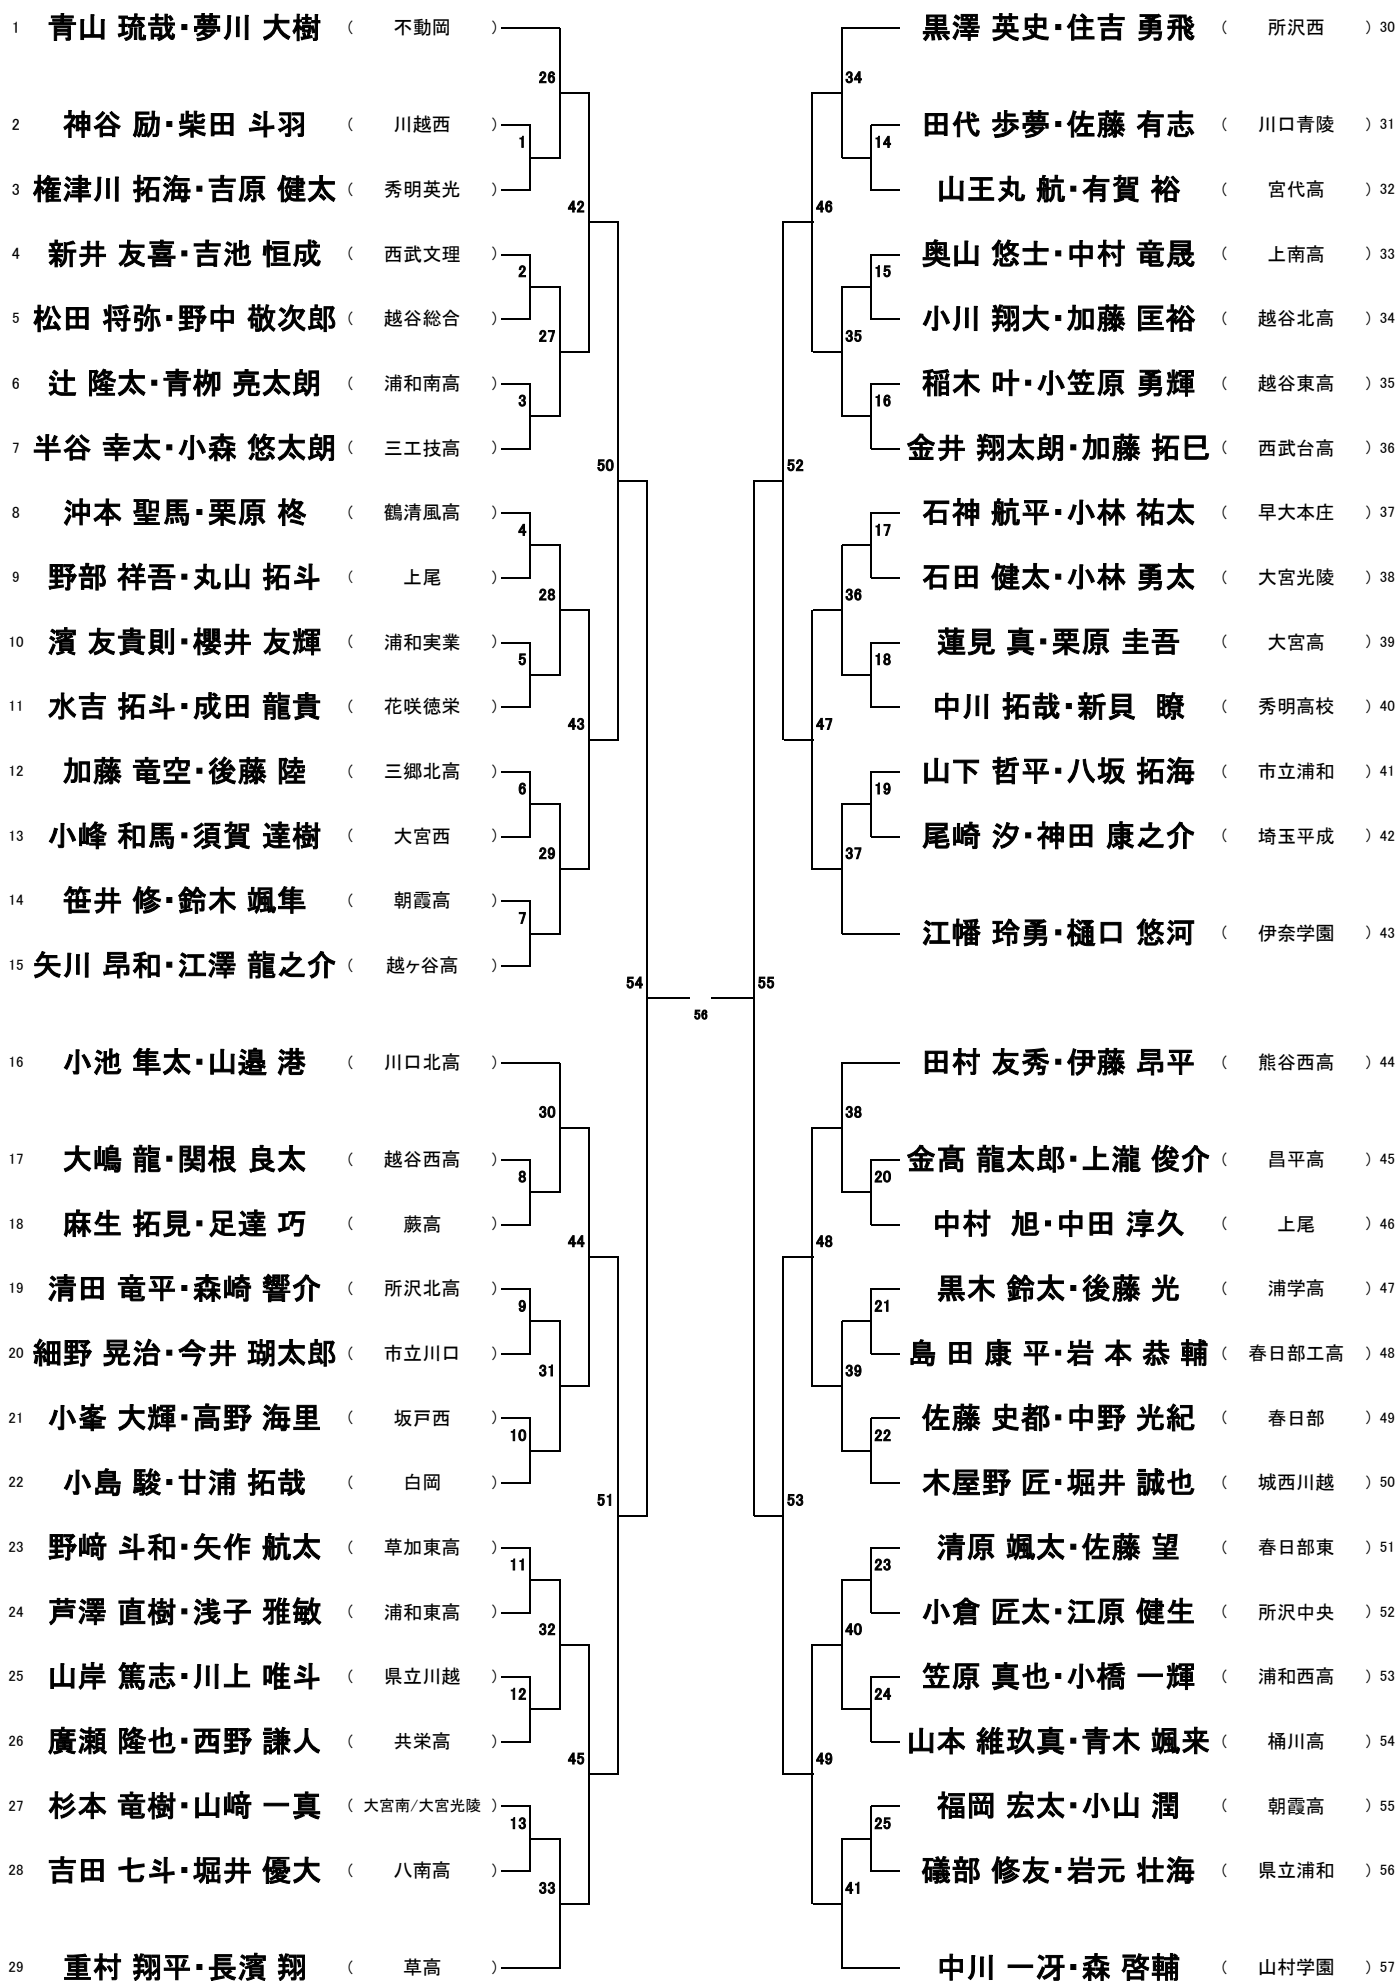 1 青山 琉哉・夢川 大樹 （ 不動岡 ）
26
2 神谷 励・柴田 斗羽 （ 川越西 ）
1
3 権津川 拓海・吉原 健太 （ 秀明英光 ）
42
4 新井 友喜・吉池 恒成 （ 西武文理 ）
2
5 松田 将弥・野中 敬次郎 （ 越谷総合 ）
27
6 辻 隆太・青栁 亮太朗 （ 浦和南高 ）
3
7 半谷 幸太・小森 悠太朗 （ 三工技高 ）
50
8 沖本 聖馬・栗原 柊 （ 鶴清風高 ）
4
9 野部 祥吾・丸山 拓斗 （ 上尾 ）
28
10 濱 友貴則・櫻井 友輝 （ 浦和実業 ）
5
11 水吉 拓斗・成田 龍貴 （ 花咲徳栄 ）
43
12 加藤 竜空・後藤 陸 （ 三郷北高 ）
6
13 小峰 和馬・須賀 達樹 （ 大宮西 ）
29
14 笹井 修・鈴木 颯隼 （ 朝霞高 ）
7
15 矢川 昂和・江澤 龍之介 （ 越ヶ谷高 ）
54
56
16 小池 隼太・山邉 港 （ 川口北高 ）
30
17 大嶋 龍・関根 良太 （ 越谷西高 ）
8
18 麻生 拓見・足達 巧 （ 蕨高 ）
44
19 清田 竜平・森崎 響介 （ 所沢北高 ）
9
20 細野 晃治・今井 瑚太郎 （ 市立川口 ）
31
21 小峯 大輝・高野 海里 （ 坂戸西 ）
10
22 小島 駿・廿浦 拓哉 （ 白岡 ）
51
23 野﨑 斗和・矢作 航太 （ 草加東高 ）
11
24 芦澤 直樹・浅子 雅敏 （ 浦和東高 ）
32
25 山岸 篤志・川上 唯斗 （ 県立川越 ）
12
26 廣瀬 隆也・西野 謙人 （ 共栄高 ）
45
27 杉本 竜樹・山﨑 一真 （ 大宮南/大宮光陵 ）
13
28 吉田 七斗・堀井 優大 （ 八南高 ）
33
29 重村 翔平・長濱 翔 （ 草高 ）
黒澤 英史・住吉 勇飛 （ 所沢西 ） 30
34
田代 歩夢・佐藤 有志 （ 川口青陵 ） 31
14
山王丸 航・有賀 裕 （ 宮代高 ） 32
46
奥山 悠士・中村 竜晟 （ 上南高 ） 33
15
小川 翔大・加藤 匡裕 （ 越谷北高 ） 34
35
稲木 叶・小笠原 勇輝 （ 越谷東高 ） 35
16
金井 翔太朗・加藤 拓巳 （ 西武台高 ） 36
52
石神 航平・小林 祐太 （ 早大本庄 ） 37
17
石田 健太・小林 勇太 （ 大宮光陵 ） 38
36
蓮見 真・栗原 圭吾 （ 大宮高 ） 39
18
中川 拓哉・新貝 瞭 （ 秀明高校 ） 40
47
山下 哲平・八坂 拓海 （ 市立浦和 ） 41
19
尾崎 汐・神田 康之介 （ 埼玉平成 ） 42
37
江幡 玲勇・樋口 悠河 （ 伊奈学園 ） 43
55
田村 友秀・伊藤 昂平 （ 熊谷西高 ） 44
38
金髙 龍太郎・上瀧 俊介 （ 昌平高 ） 45
20
中村 旭・中田 淳久 （ 上尾 ） 46
48
黒木 鈴太・後藤 光 （ 浦学高 ） 47
21
島 田 康 平・岩 本 恭 輔 （ 春日部工高 ） 48
39
佐藤 史都・中野 光紀 （ 春日部 ） 49
22
木屋野 匠・堀井 誠也 （ 城西川越 ） 50
53
清原 颯太・佐藤 望 （ 春日部東 ） 51
23
小倉 匠太・江原 健生 （ 所沢中央 ） 52
40
笠原 真也・小橋 一輝 （ 浦和西高 ） 53
24
山本 維玖真・青木 颯来 （ 桶川高 ） 54
49
福岡 宏太・小山 潤 （ 朝霞高 ） 55
25
礒部 修友・岩元 壮海 （ 県立浦和 ） 56
41
中川 一冴・森 啓輔 （ 山村学園 ） 57